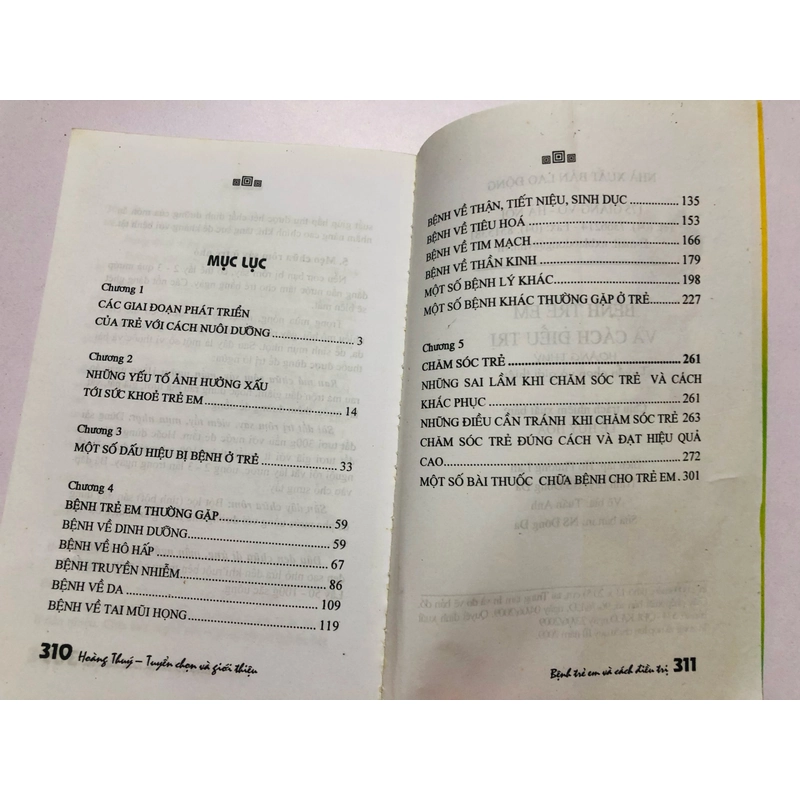 MỤC LỤC
Chương 1
CÁC GIAI ĐOẠN PHÁT TRIỂN
CỦA TRẺ VỚI CÁCH NUÔI DƯỠNG 3
Chương 2
NHỮNG YẾU TỐ ẢNH HƯỞNG XẤU
TỚI SỨC KHOẺ TRẺ EM 14
Chương 3
MỘT SỐ DẤU HIỆU BỊ BỆNH Ở TRẺ 33
Chương 4
BỆNH TRẺ EM THƯỜNG GẶP 59
BỆNH VỀ DINH DƯỠNG 59
BỆNH VỀ HÔ HẤP 67
BỆNH TRUYỀN NHIỄM 86
BỆNH VỀ DA 109
BỆNH VỀ TAI MŨI HỌNG 119
310 Hoàng Thuý – Tuyển chọn và giới thiệu
BỆNH VỀ THẬN, TIẾT NIỆU, SINH DỤC 135
BỆNH VỀ TIÊU HOÁ 153
BỆNH VỀ TIM MẠCH 166
BỆNH VỀ THẦN KINH 179
MỘT SỐ BỆNH LÝ KHÁC 198
MỘT SỐ BỆNH KHÁC THƯỜNG GẶP Ở TRẺ 227
Chương 5
CHĂM SÓC TRẺ 261
NHỮNG SAI LẦM KHI CHĂM SÓC TRẺ VÀ CÁCH
KHẮC PHỤC 261
NHỮNG ĐIỀU CẦN TRÁNH KHI CHĂM SÓC TRẺ 263
CHĂM SÓC TRẺ ĐÚNG CÁCH VÀ ĐẠT HIỆU QUẢ
CAO 272
MỘT SỐ BÀI THUỐC CHỮA BỆNH CHO TRẺ EM . 301
Bệnh trẻ em và cách điều trị 311